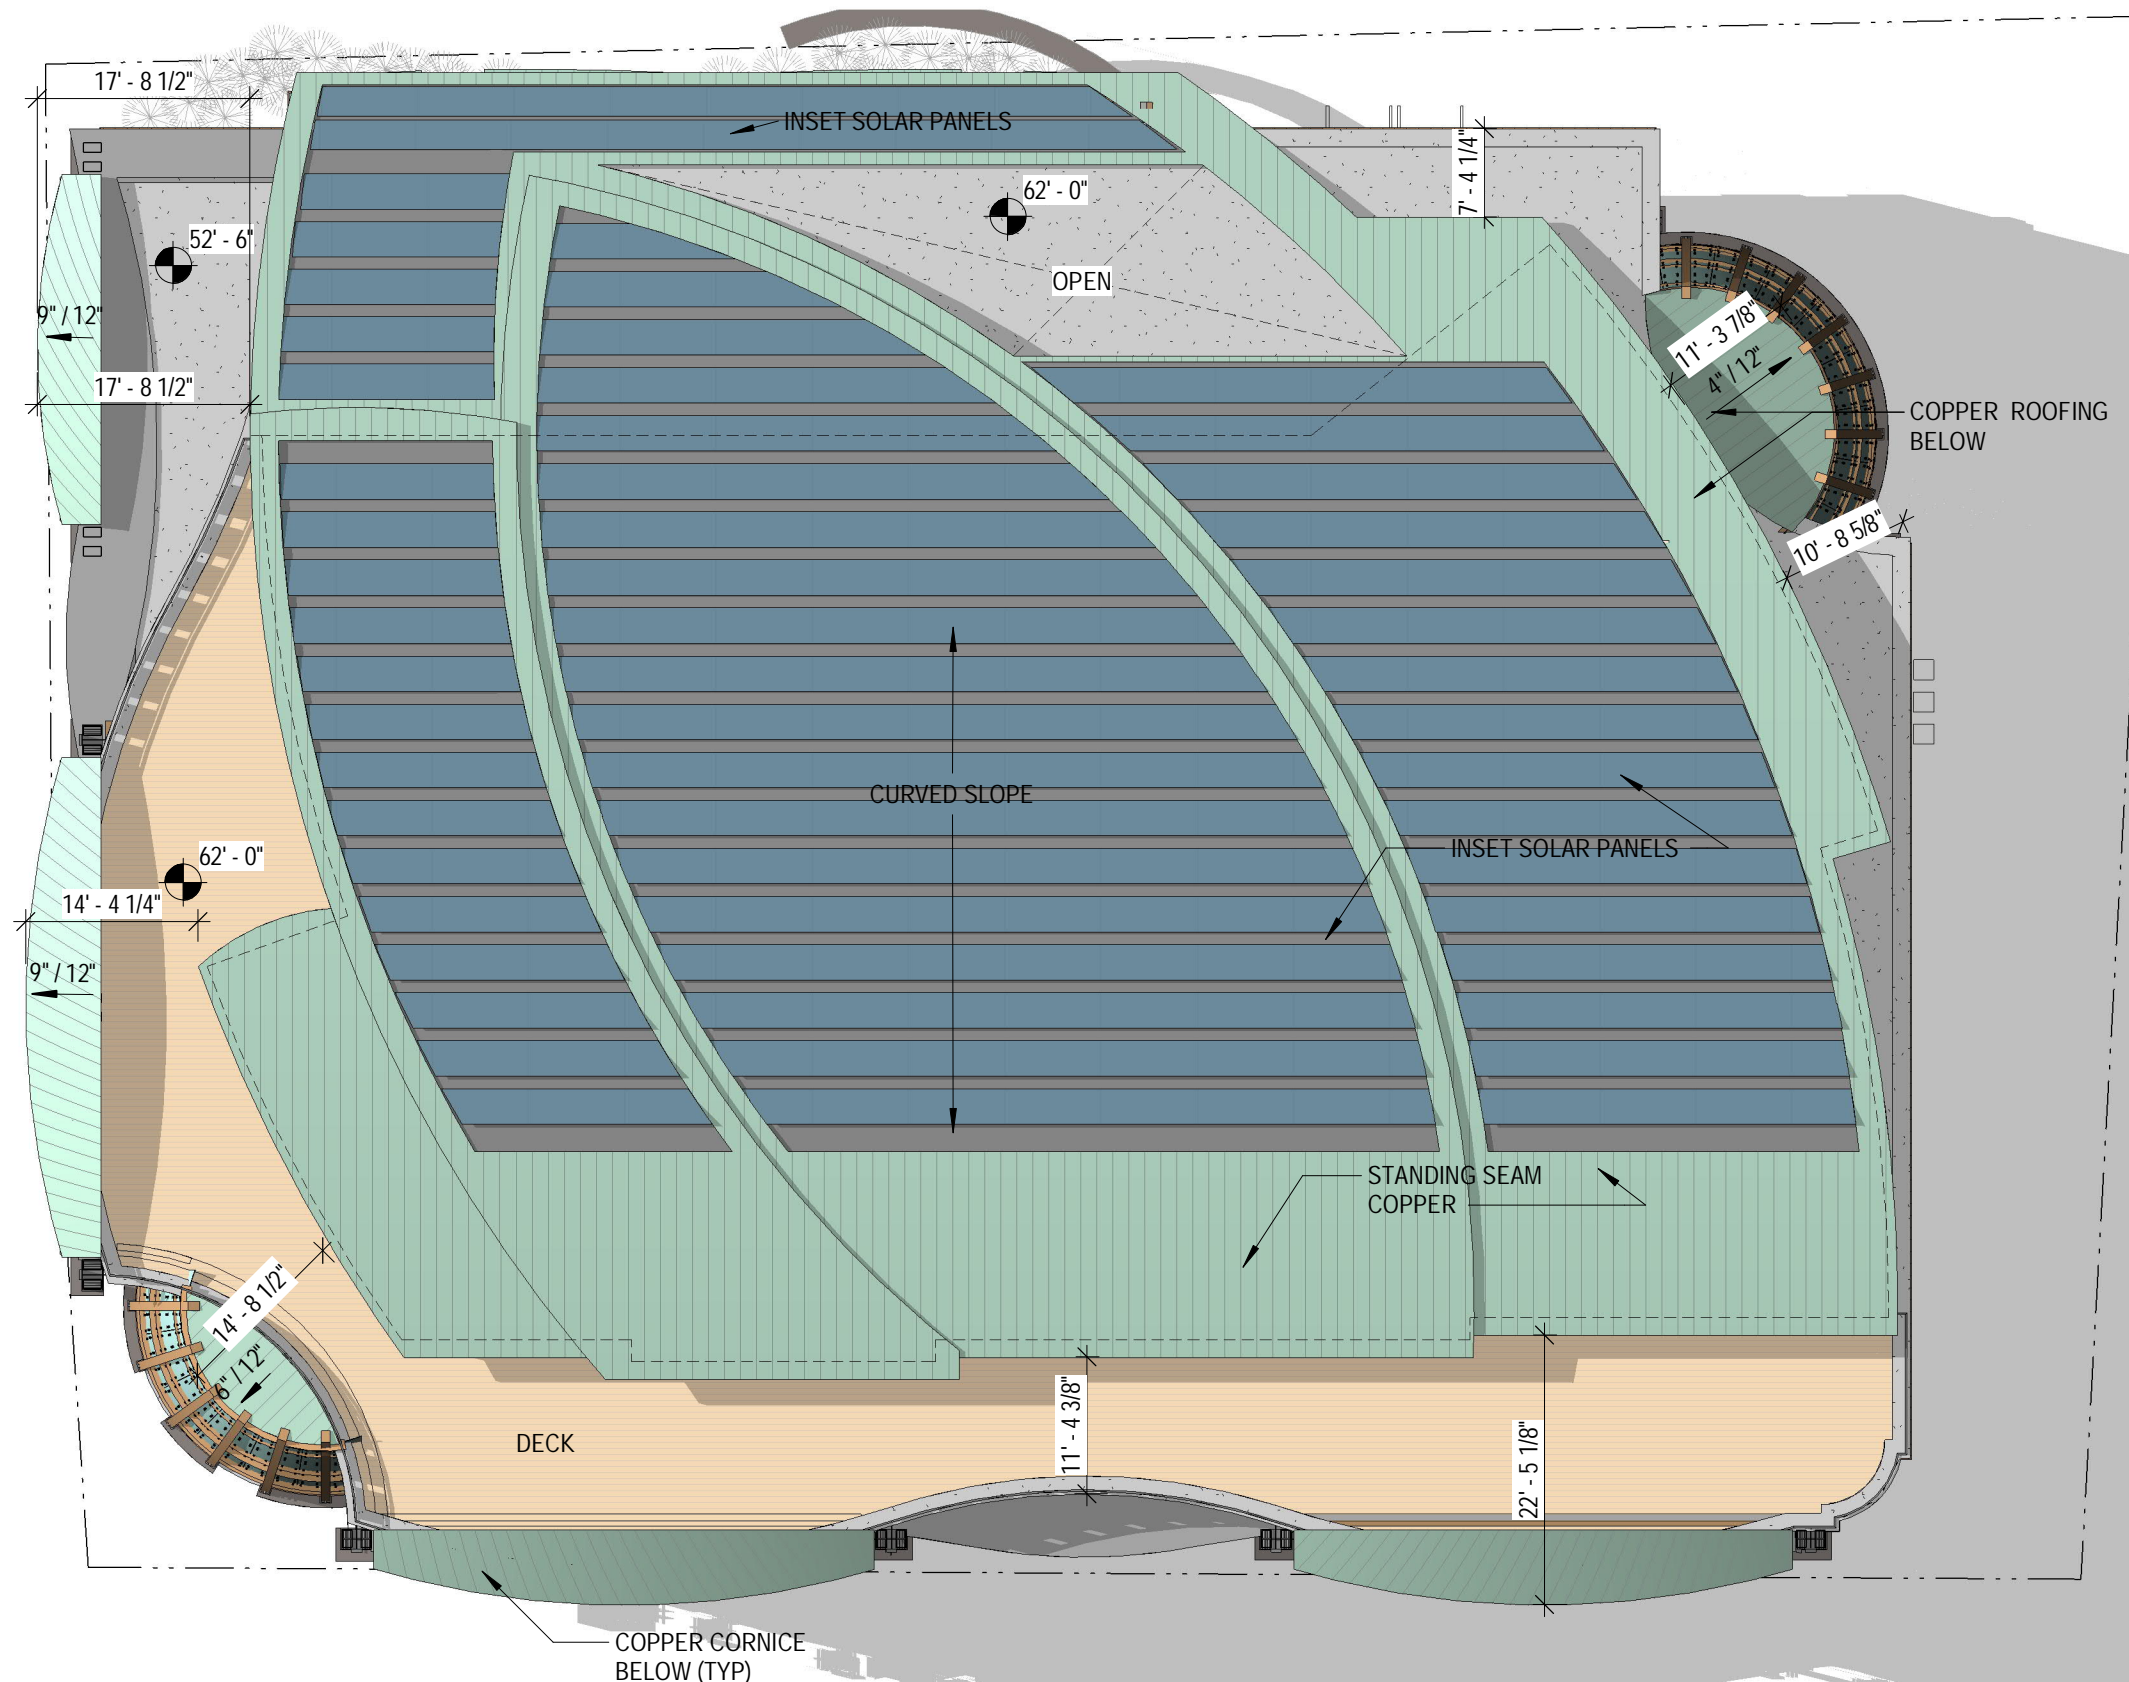 17' - 8 1/2"
INSET SOLAR PANELS
7' - 4 1/4"
62' - 0"
52' - 6"
OPEN
9" / 12"
11' - 3 7/8"
4" / 12"
17' - 8 1/2"
COPPER ROOFING
BELOW
10' - 8 5/8"
CURVED SLOPE
INSET SOLAR PANELS
62' - 0"
14' - 4 1/4"
9" / 12"
STANDING SEAM
COPPER
14' - 8 1/2"
6" / 12"
11' - 4 3/8"
22' - 5 1/8"
DECK
COPPER CORNICE
BELOW (TYP)